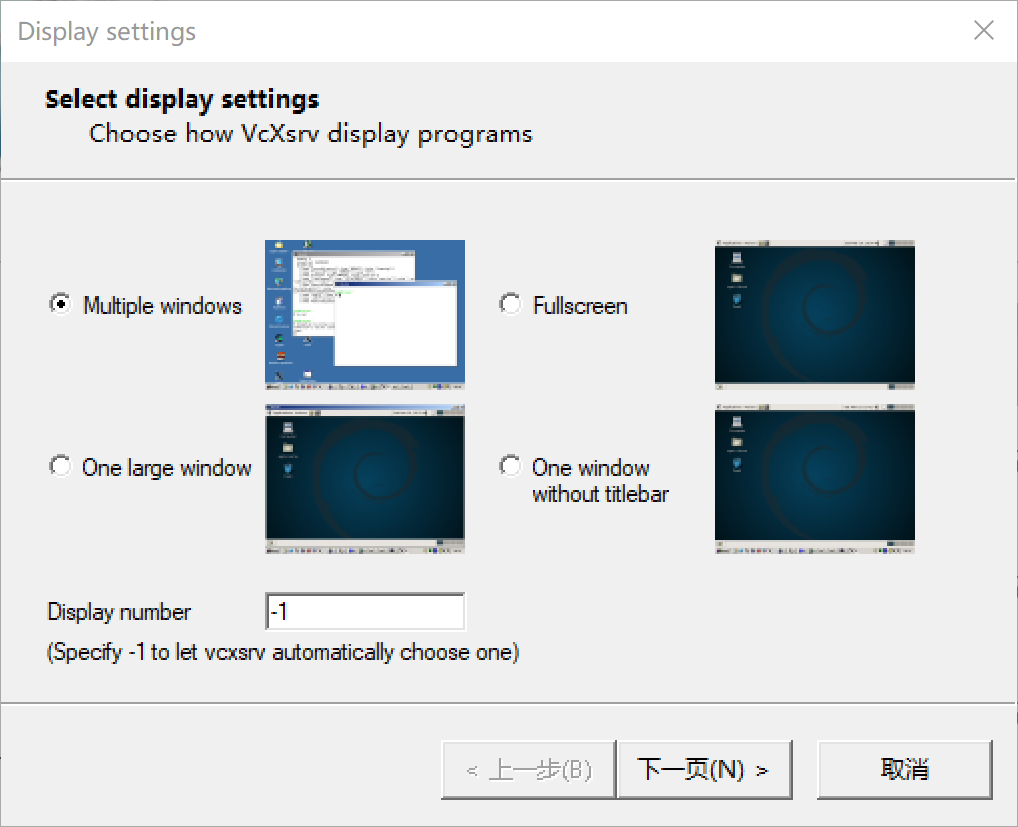 Display settings
Select display settings
Choose how VcXsrv display programs
Multiple windows
Fullscreen
One large window
One window
without titlebar
Display number
-1
(Specify -1 to let vcxsrv automatically choose one)
< 上一步(B)
下一页(N) >
取消